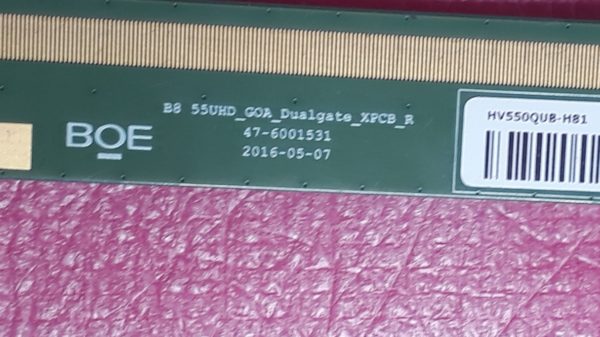 BOE
B8 55UHD_GOA_Dualgate_XPCB_R
47-6001531
2016-05-07
HV550QUB-H81